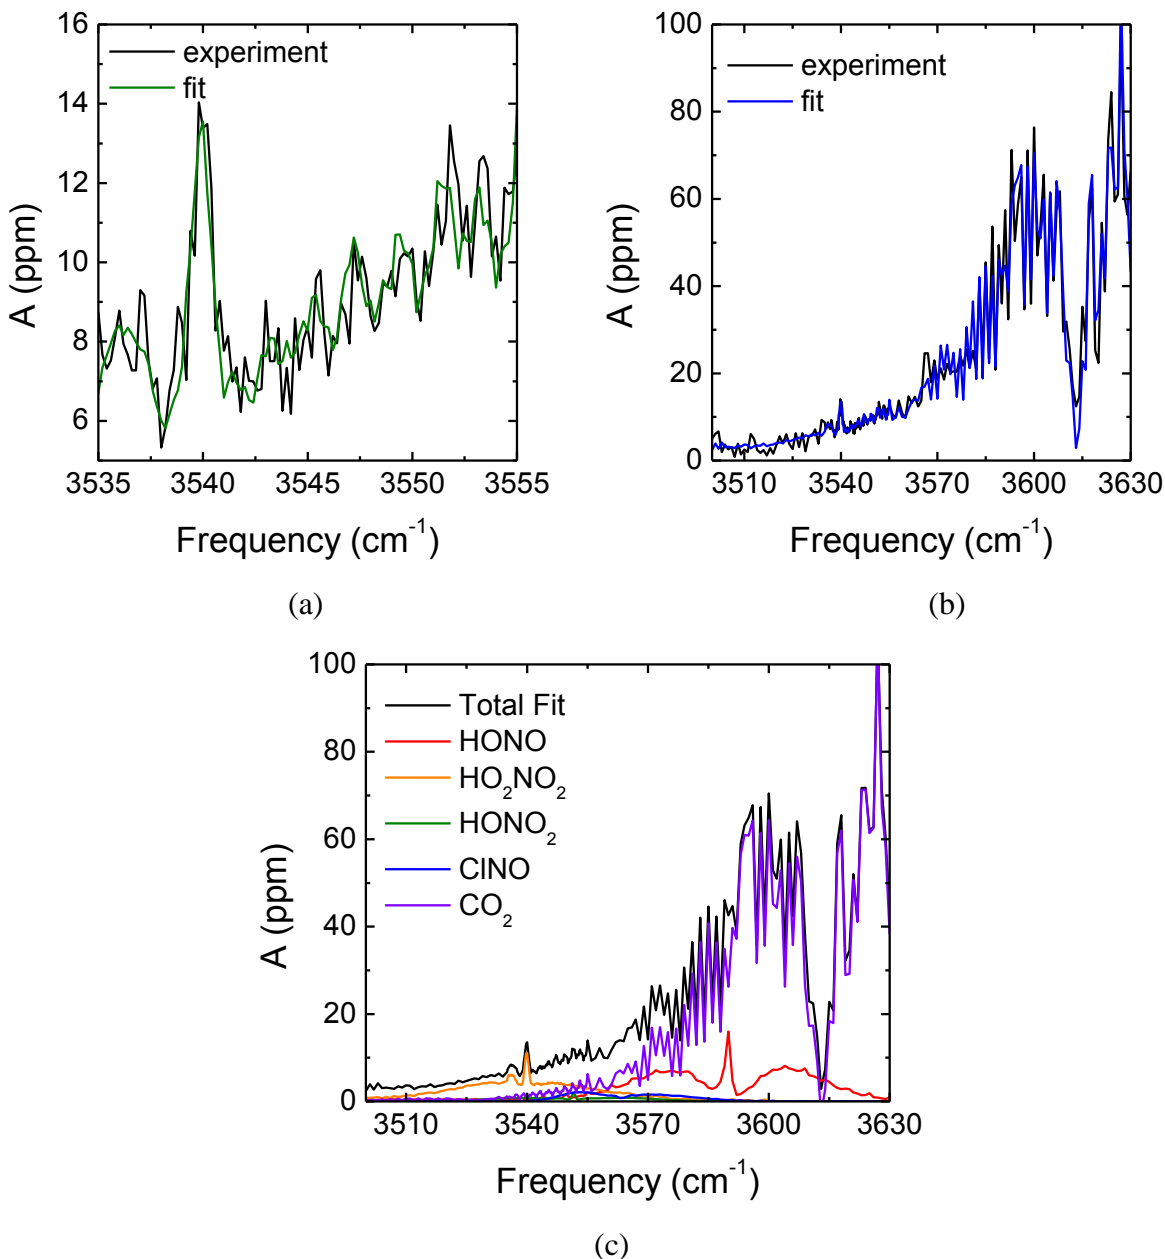 16
14
12
10
8
6
A (ppm)
experiment
fit
3535 3540 3545 3550 3555
Frequency (cm⁻¹)
(a)
100
80
60
40
20
0
A (ppm)
experiment
fit
3510 3540 3570 3600 3630
Frequency (cm⁻¹)
(b)
100
80
60
40
20
0
A (ppm)
Total Fit
HONO
HO₂NO₂
HONO₂
ClNO
CO₂
3510 3540 3570 3600 3630
Frequency (cm⁻¹)
(c)